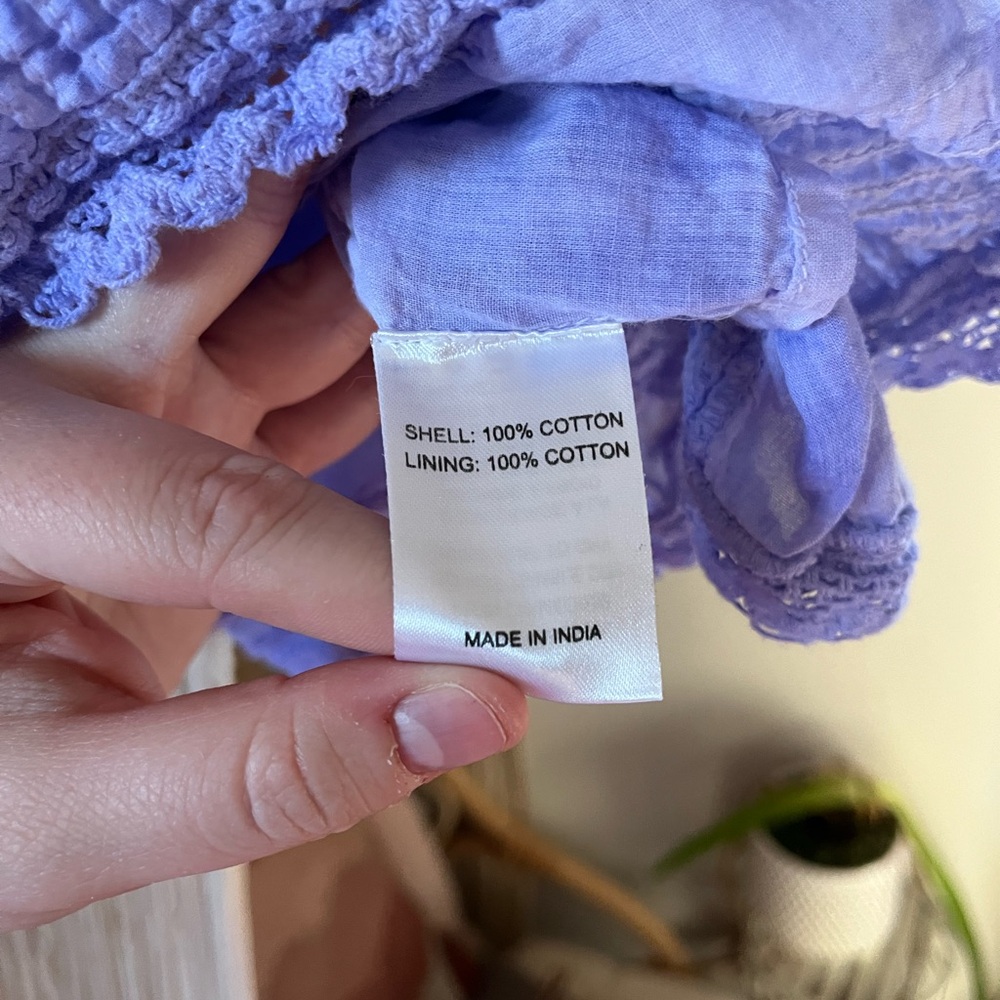 SHELL: 100% COTTON
LINING: 100% COTTON
MADE IN INDIA